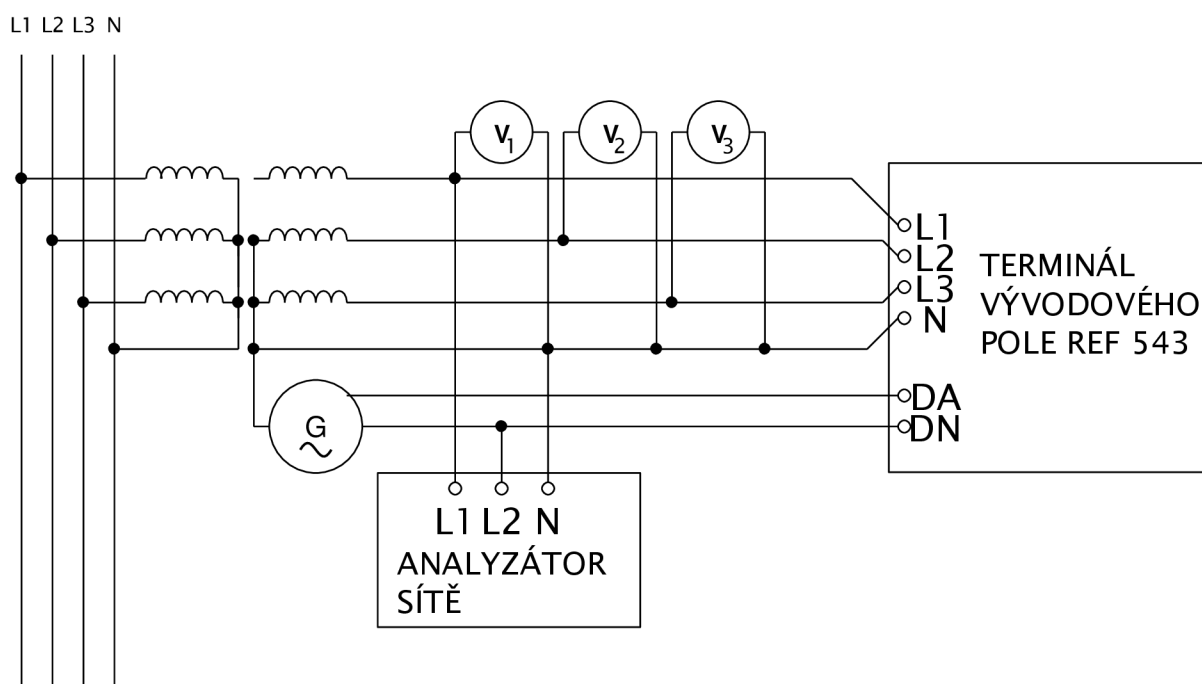 L1 L2 L3 N
V1
V2
V3
L1
L2
L3
N
TERMINÁL
VÝVODOVÉHO
POLE REF 543
DA
DN
G
L1 L2 N
ANALYZÁTOR
SÍTĚ